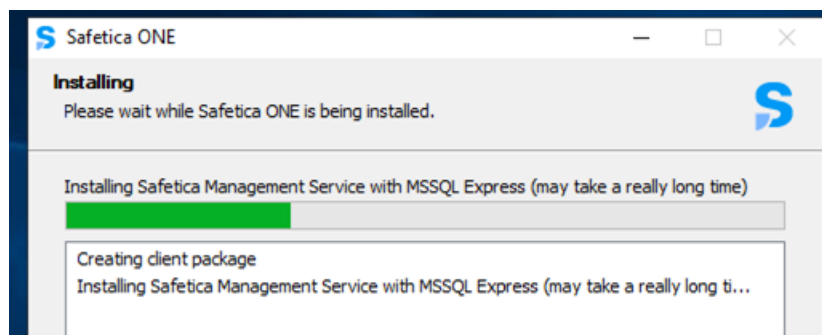 Safetica ONE
Installing
Please wait while Safetica ONE is being installed.
Installing Safetica Management Service with MSSQL Express (may take a really long time)
Creating client package
Installing Safetica Management Service with MSSQL Express (may take a really long ti...